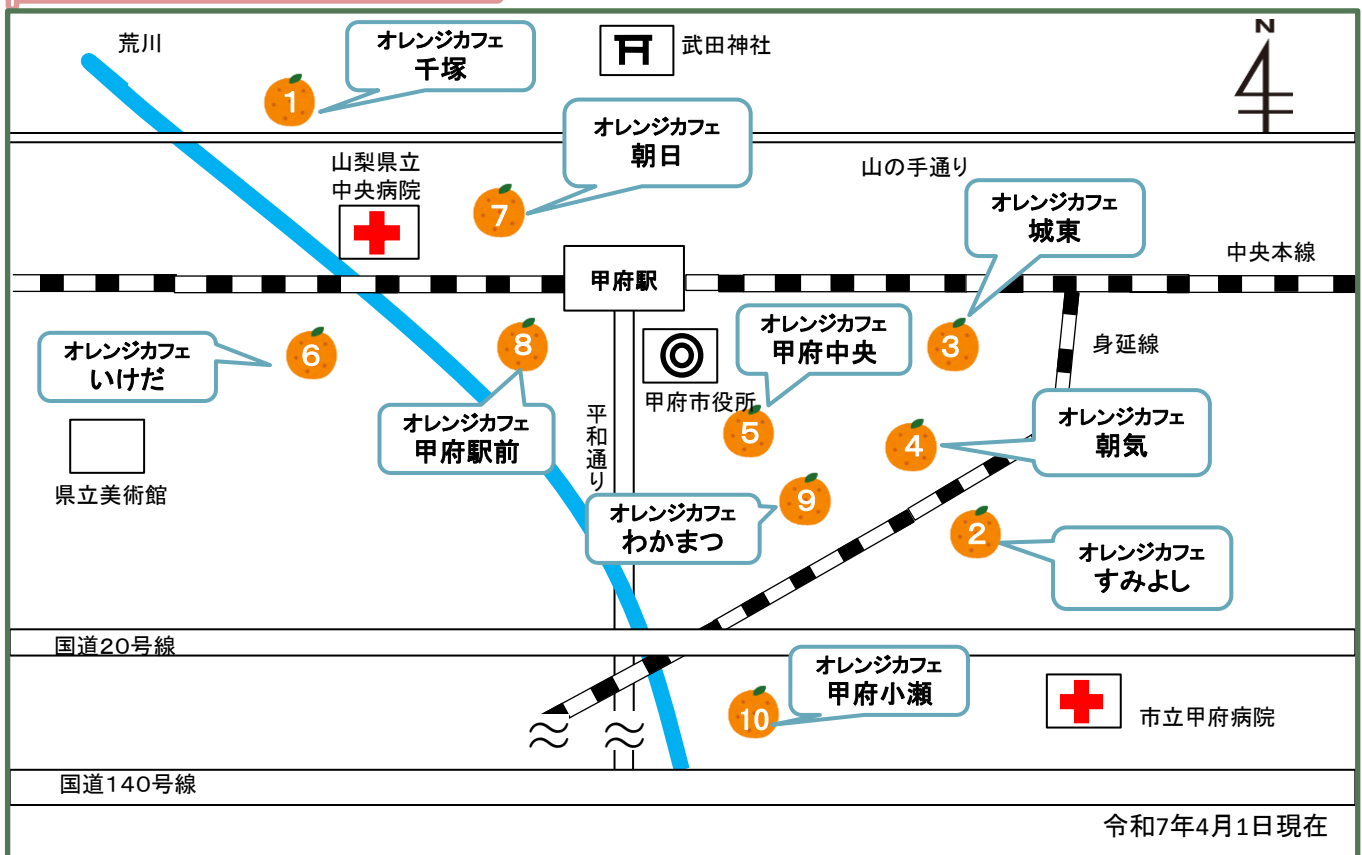 荒川
オレンジカフェ
千塚
武田神社
N
1
オレンジカフェ
朝日
山梨県立
中央病院
山の手通り
7
オレンジカフェ
城東
中央本線
甲府駅
オレンジカフェ
いけだ
6
8
オレンジカフェ
甲府中央
3
身延線
甲府市役所
オレンジカフェ
甲府駅前
平和通り
5
4
オレンジカフェ
朝気
県立美術館
オレンジカフェ
わかまつ
9
2
オレンジカフェ
すみよし
国道20号線
オレンジカフェ
甲府小瀬
10
市立甲府病院
国道140号線
令和7年4月1日現在